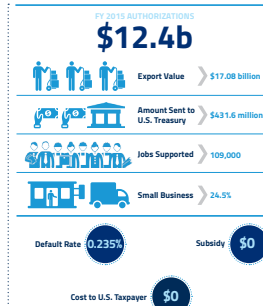 FY 2015 AUTHORIZATIONS
$12.4b
Export Value $17.08 billion
Amount Sent to
U.S. Treasury $431.6 million
Jobs Supported 109,000
Small Business 24.5%
Default Rate 0.235% Subsidy $0
Cost to U.S. Taxpayer $0